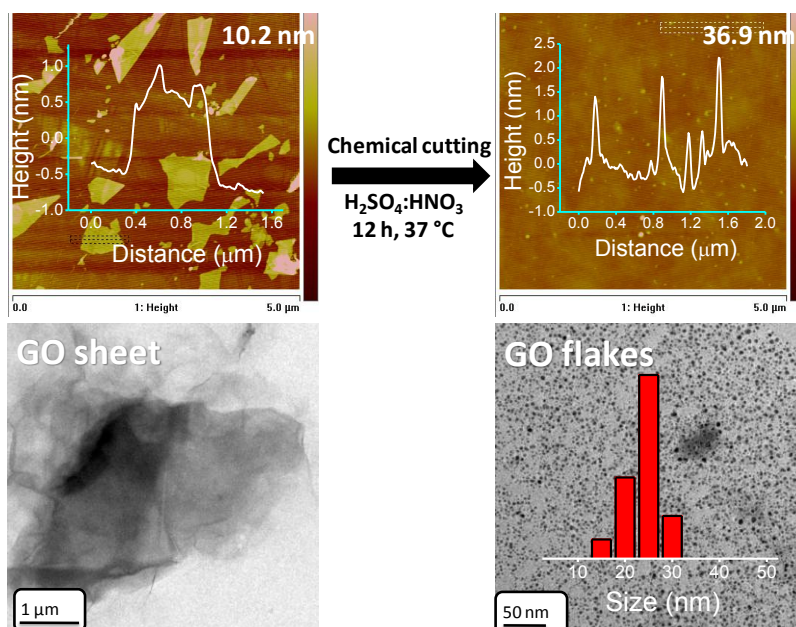 10.2 nm
Height (nm)
1.0
0.5
0.0
-0.5
-1.0
0.0 0.4 0.8 1.2 1.6
Distance (μm)
0.0 1: Height 5.0 μm
Chemical cutting
H₂SO₄:HNO₃
12 h, 37 °C
36.9 nm
Height (nm)
2.5
2.0
1.5
1.0
0.5
0.0
-0.5
-1.0
0.0 0.4 0.8 1.2 1.6 2.0
Distance (μm)
0.0 1: Height 5.0 μm
GO sheet
1 μm
GO flakes
10 20 30 40 50
Size (nm)
50 nm